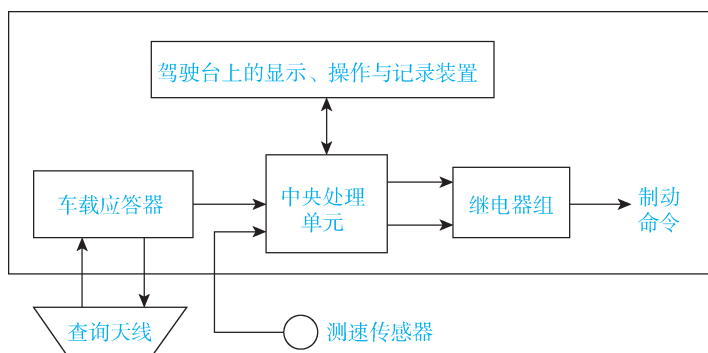 驾驶台上的显示、操作与记录装置
车载应答器
中央处理
单元
继电器组
制动
命令
查询天线
测速传感器